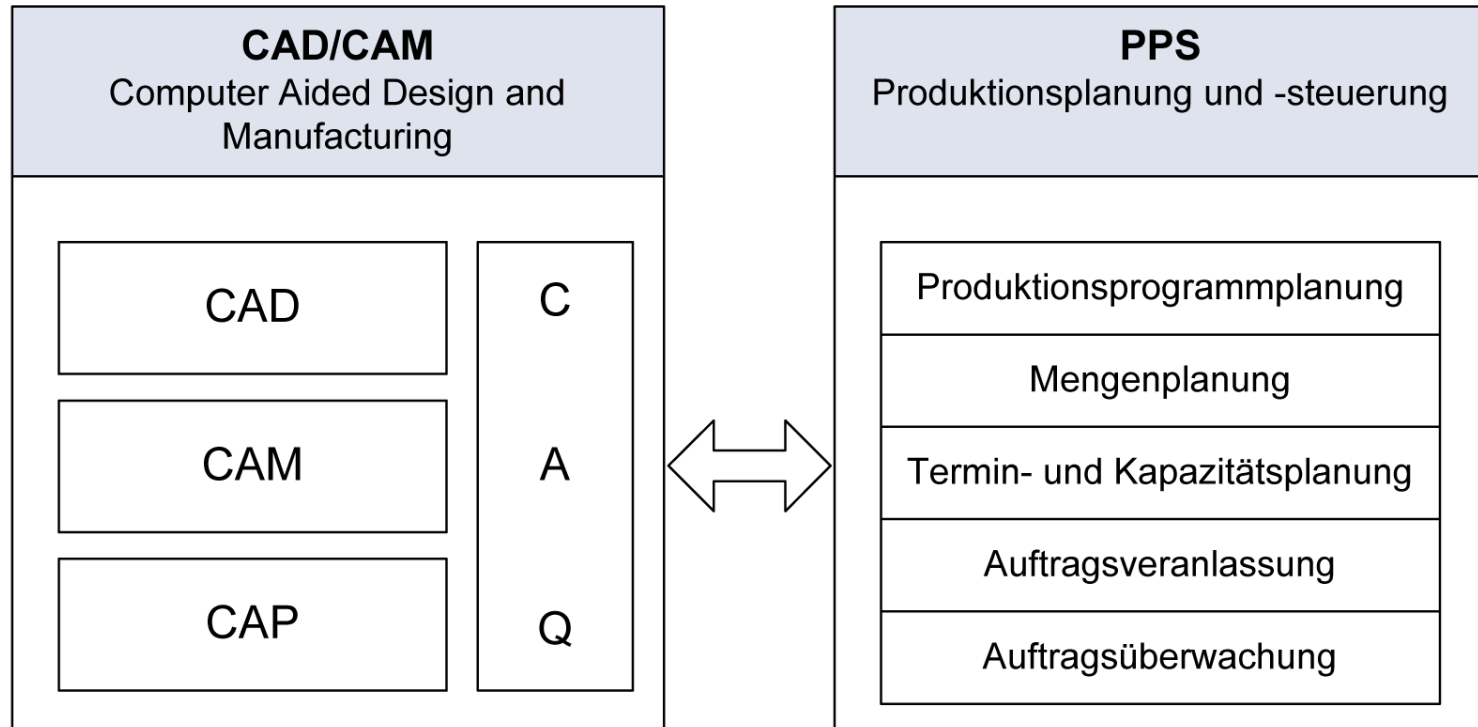 CAD/CAM
Computer Aided Design and
Manufacturing
CAD
CAM
CAP
C
A
Q
PPS
Produktionsplanung und -steuerung
Produktionsprogrammplanung
Mengenplanung
Termin- und Kapazitätsplanung
Auftragsveranlassung
Auftragsüberwachung